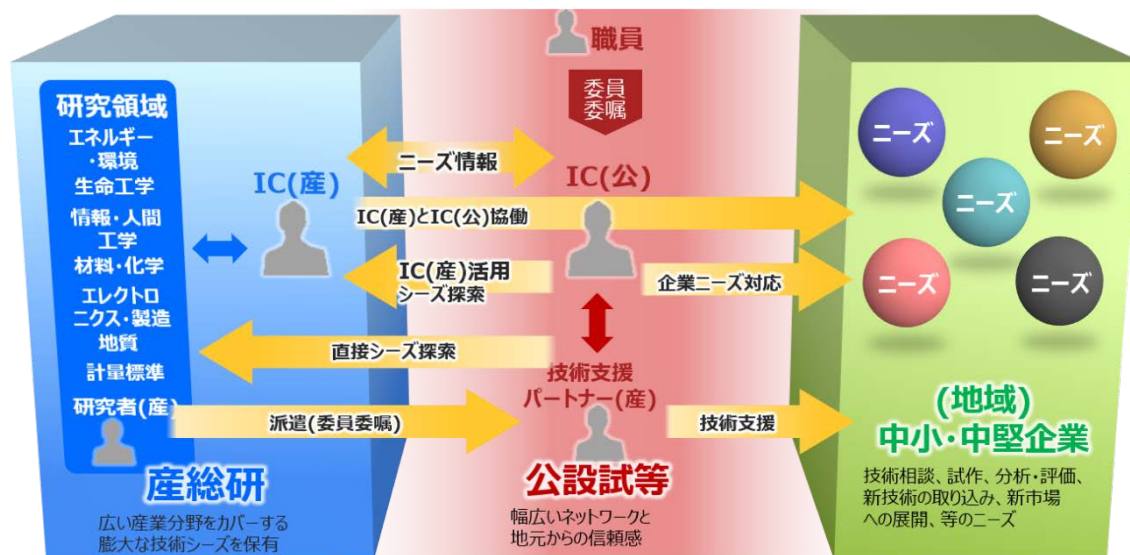 職員
委員
委嘱
研究領域
エネルギー
・環境
生命工学
情報・人間
工学
材料・化学
エレクトロ
ニクス・製造
地質
計量標準
研究者(産)
IC(産)
ニーズ情報
IC(公)
IC(産)とIC(公)協働
IC(産)活用
シーズ探索
企業ニーズ対応
直接シーズ探索
技術支援
パートナー(産)
派遣(委員委嘱)
技術支援
ニーズ
ニーズ
ニーズ
ニーズ
ニーズ
(地域)
中小・中堅企業
技術相談、試作、分析・評価、
新技術の取り込み、新市場
への展開、等のニーズ
産総研
広い産業分野をカバーする
膨大な技術シーズを保有
公設試等
幅広いネットワークと
地元からの信頼感